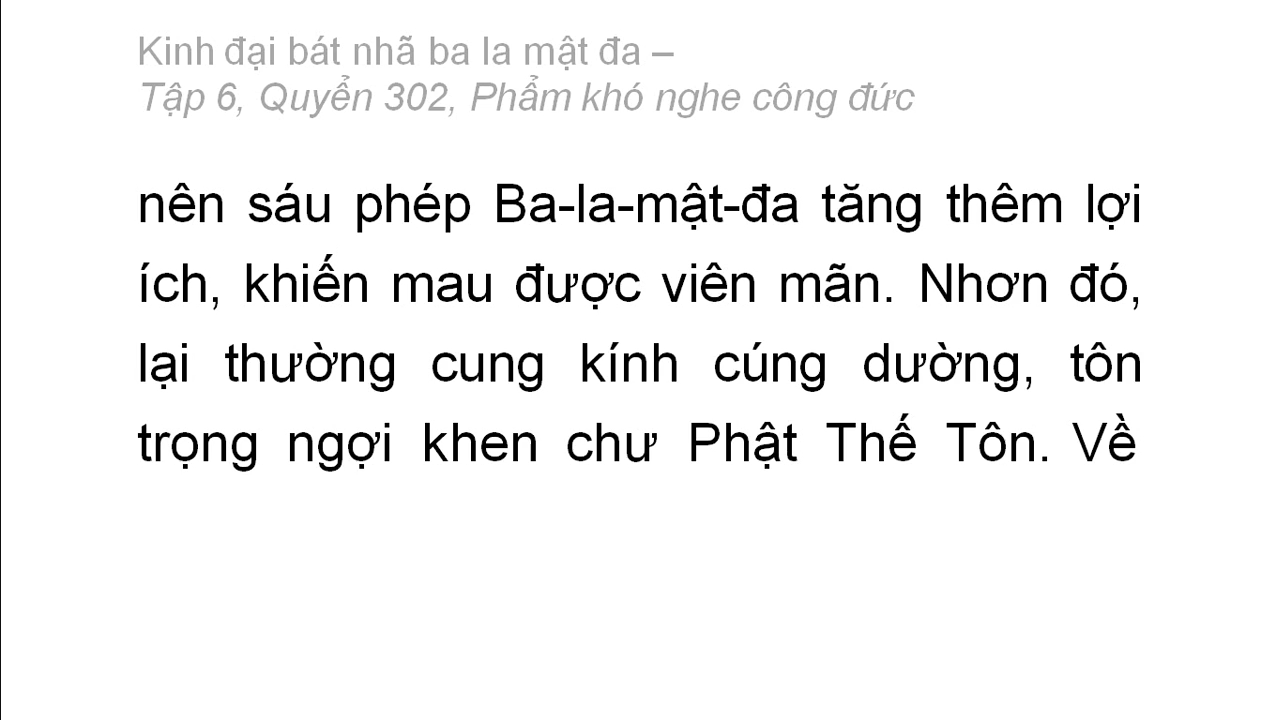 Kinh đại bát nhã ba la mật đa –
Tập 6, Quyển 302, Phẩm khó nghe công đức
nên sáu phép Ba-la-mật-đa tăng thêm lợi
ích, khiến mau được viên mãn. Nhơn đó,
lại thường cung kính cúng dường, tôn
trọng ngợi khen chư Phật Thế Tôn. Về